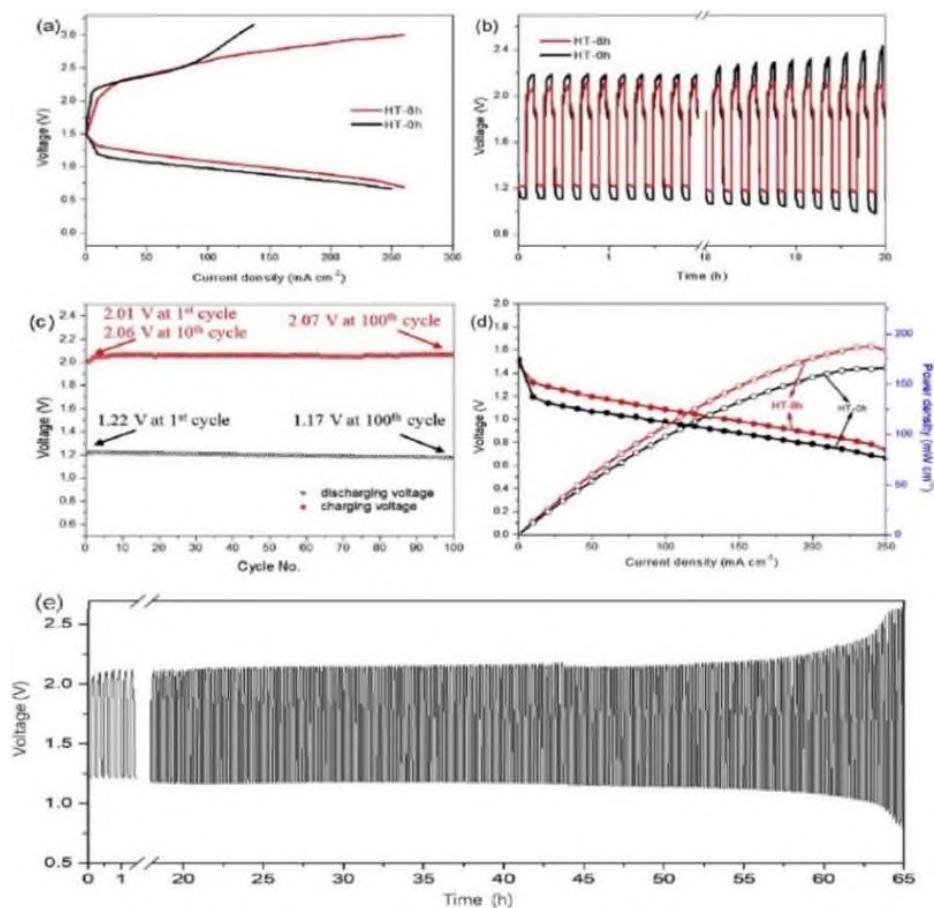 (a)
3.0
2.5
2.0
1.5
1.0
0.5
0.0
Voltage (V)
HT-8h
HT-0h
0 50 100 150 200 250 300
Current density (mA cm⁻²)
(b)
HT-8h
HT-0h
2.4
2.0
1.6
1.2
0.8
Voltage (V)
0 1
20
Time (h)
(c)
2.4
2.2
2.0
1.8
1.6
1.4
1.2
1.0
0.8
0.6
Voltage (V)
2.01 V at 1st cycle
2.06 V at 10th cycle
2.07 V at 100th cycle
1.22 V at 1st cycle
1.17 V at 100th cycle
discharging voltage
charging voltage
0 10 20 30 40 50 60 70 80 90 100
Cycle No.
(d)
1.8
1.6
1.4
1.2
1.0
0.8
0.6
0.4
0.2
0.0
Voltage (V)
HT-8h
HT-0h
200
150
100
50
0
Power density (mW cm
0 50 100 150 200 250
Current density (mA cm⁻²)
(e)
2.5
2.0
1.5
1.0
0.5
Voltage (V)
0 1 20 25 30 35 40 45 50 55 60 65
Time (h)